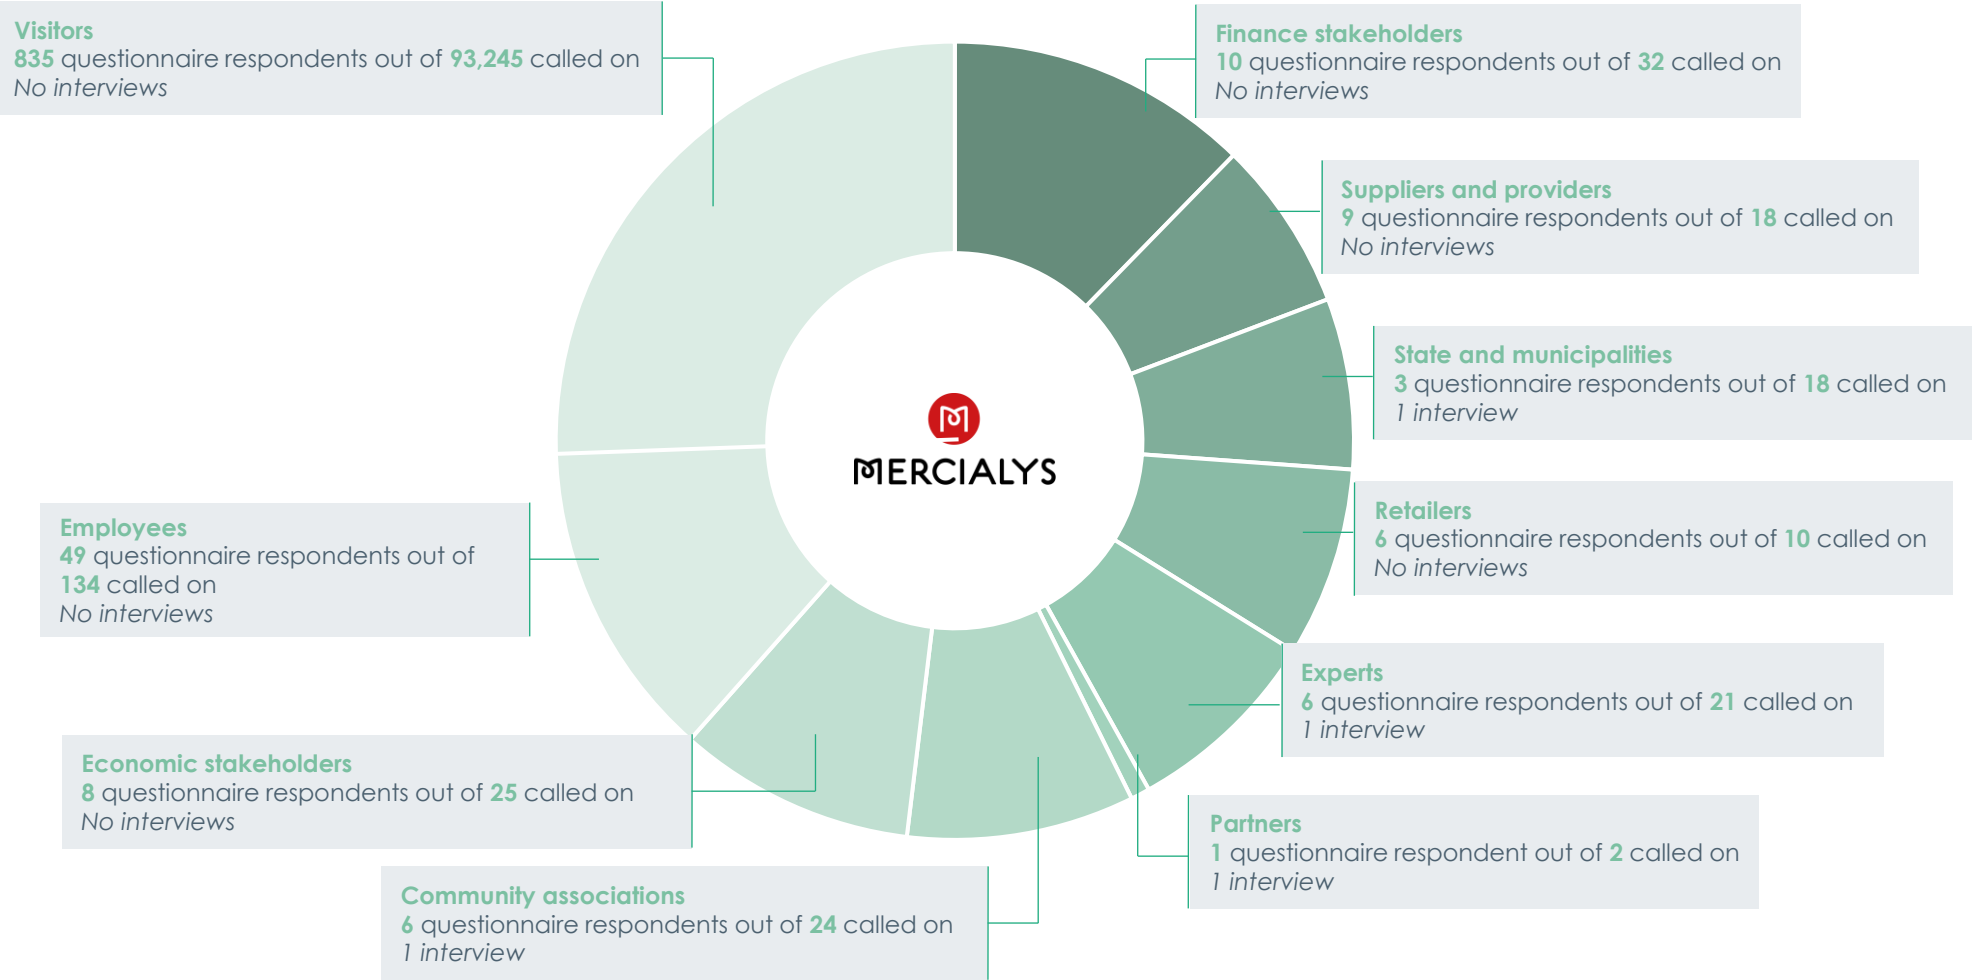 Visitors
835 questionnaire respondents out of 93,245 called on
No interviews
Finance stakeholders
10 questionnaire respondents out of 32 called on
No interviews
Suppliers and providers
9 questionnaire respondents out of 18 called on
No interviews
State and municipalities
3 questionnaire respondents out of 18 called on
1 interview
Retailers
6 questionnaire respondents out of 10 called on
No interviews
Experts
6 questionnaire respondents out of 21 called on
1 interview
Partners
1 questionnaire respondent out of 2 called on
1 interview
Community associations
6 questionnaire respondents out of 24 called on
1 interview
Economic stakeholders
8 questionnaire respondents out of 25 called on
No interviews
Employees
49 questionnaire respondents out of
134 called on
No interviews
M
MERCIALYS